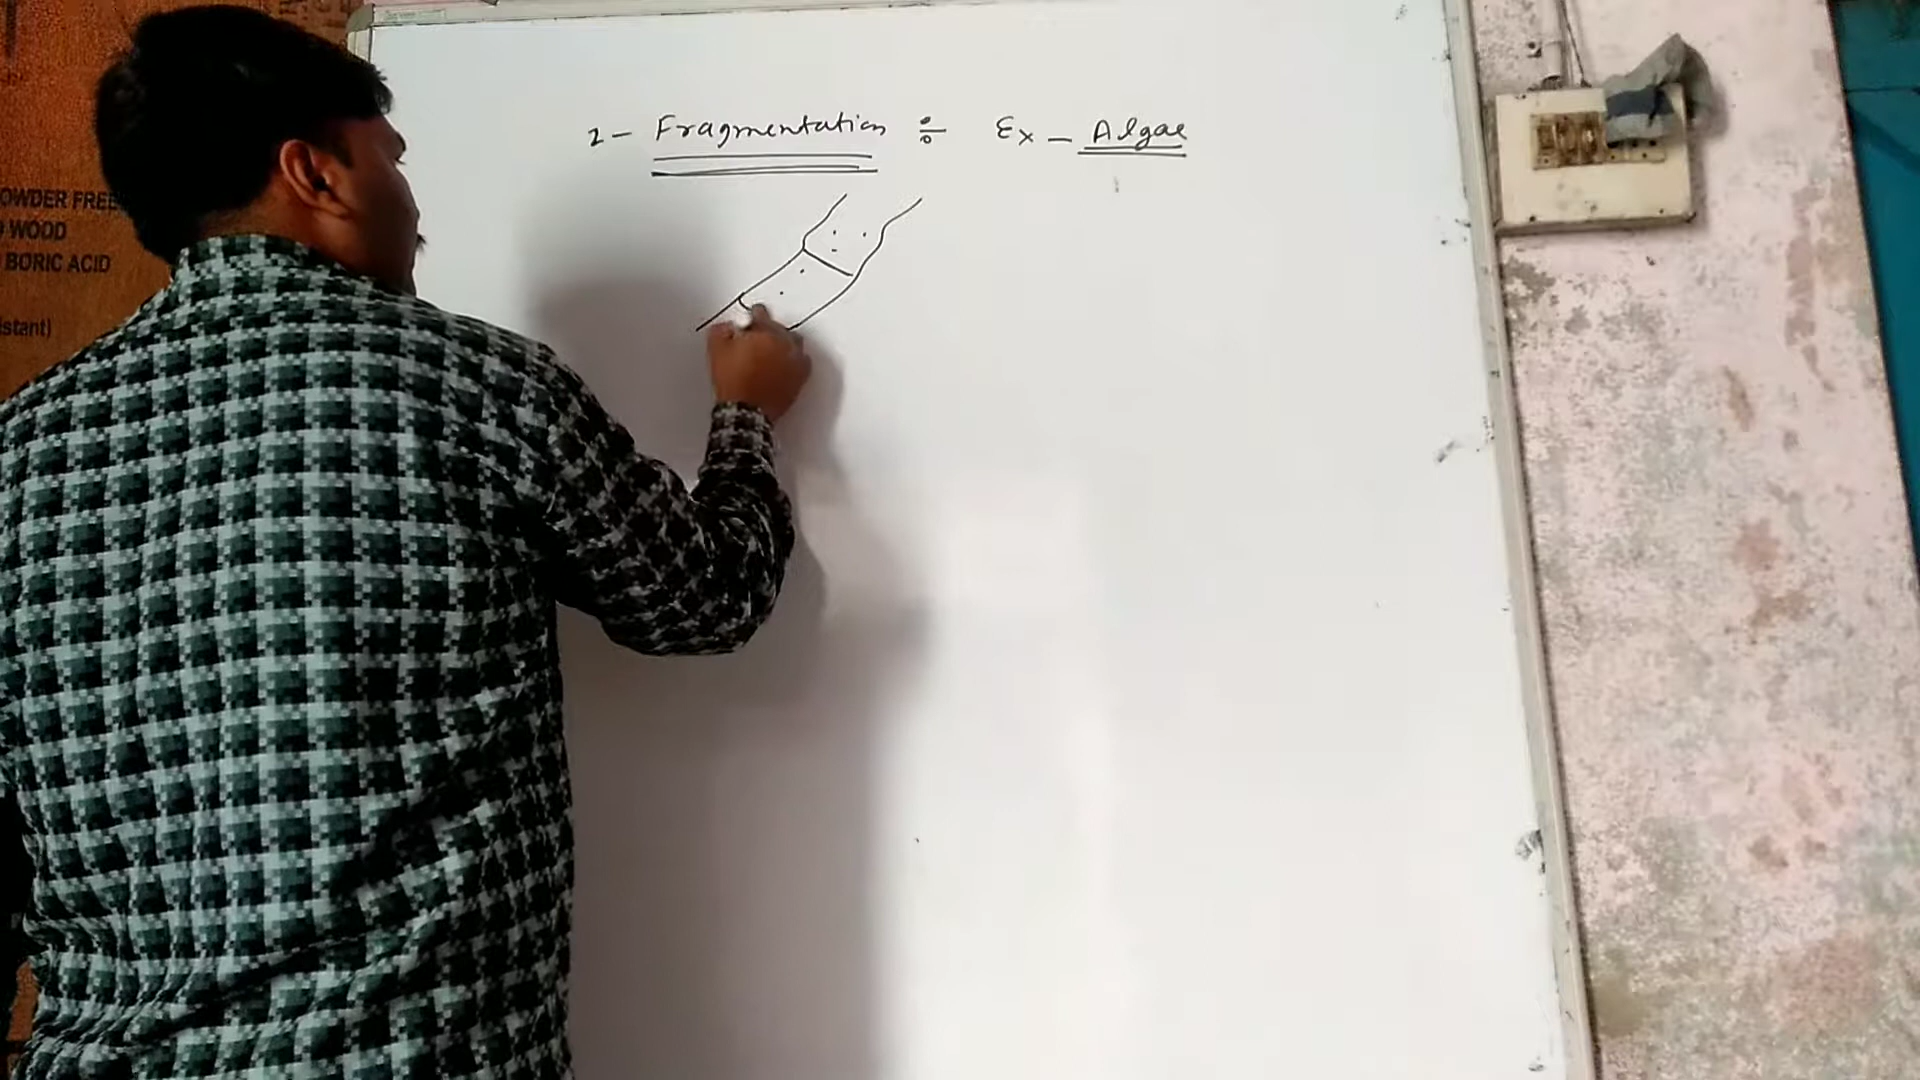 2- Fragmentation ÷ Ex - Algae
OWDER FREE
WOOD
BORIC ACID
istant)